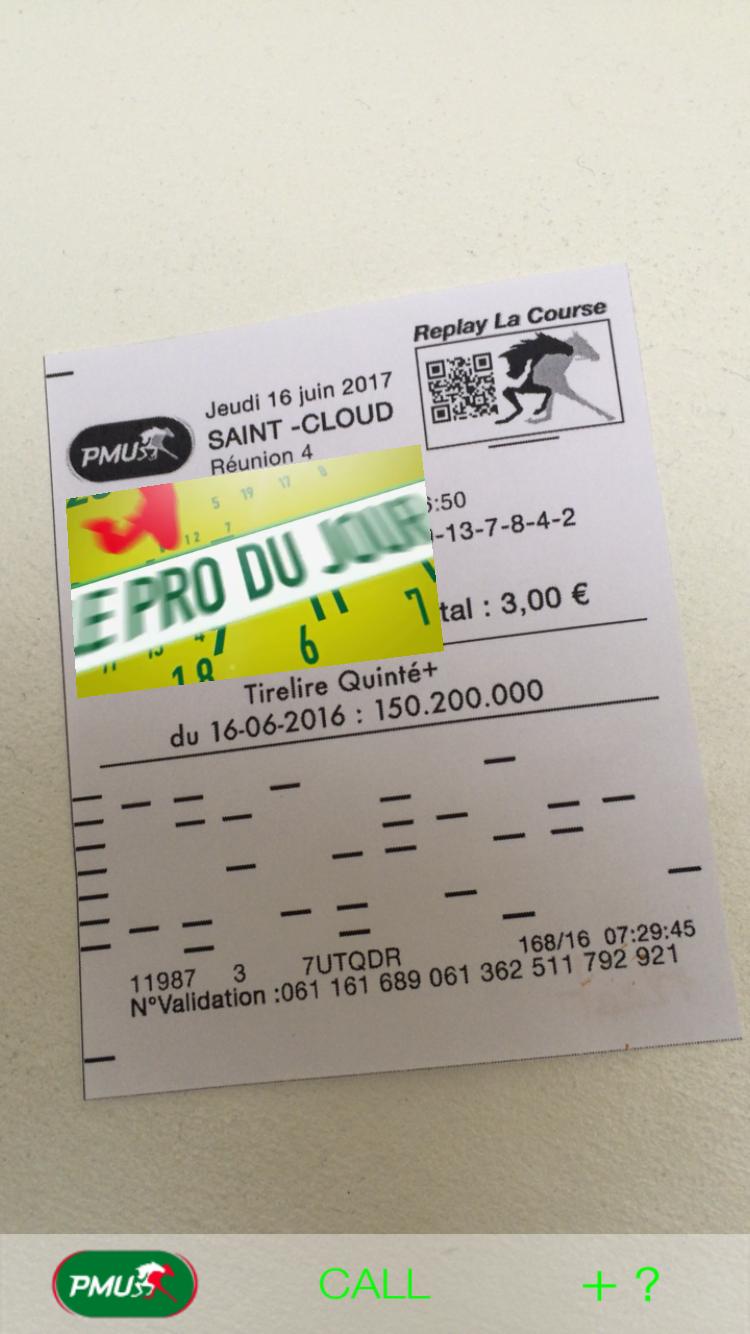 Replay La Course
Jeudi 16 juin 2017
SAINT -CLOUD
Réunion 4
PMU
:50
-13-7-8-4-2
tal : 3,00 €
5 19 17 8
12 7
LE PRO DU JOUR
6 7
18
Tirelire Quinté+
du 16-06-2016 : 150.200.000
168/16 07:29:45
11987 3 7UTQDR
N°Validation :061 161 689 061 362 511 792 921
PMU CALL + ?